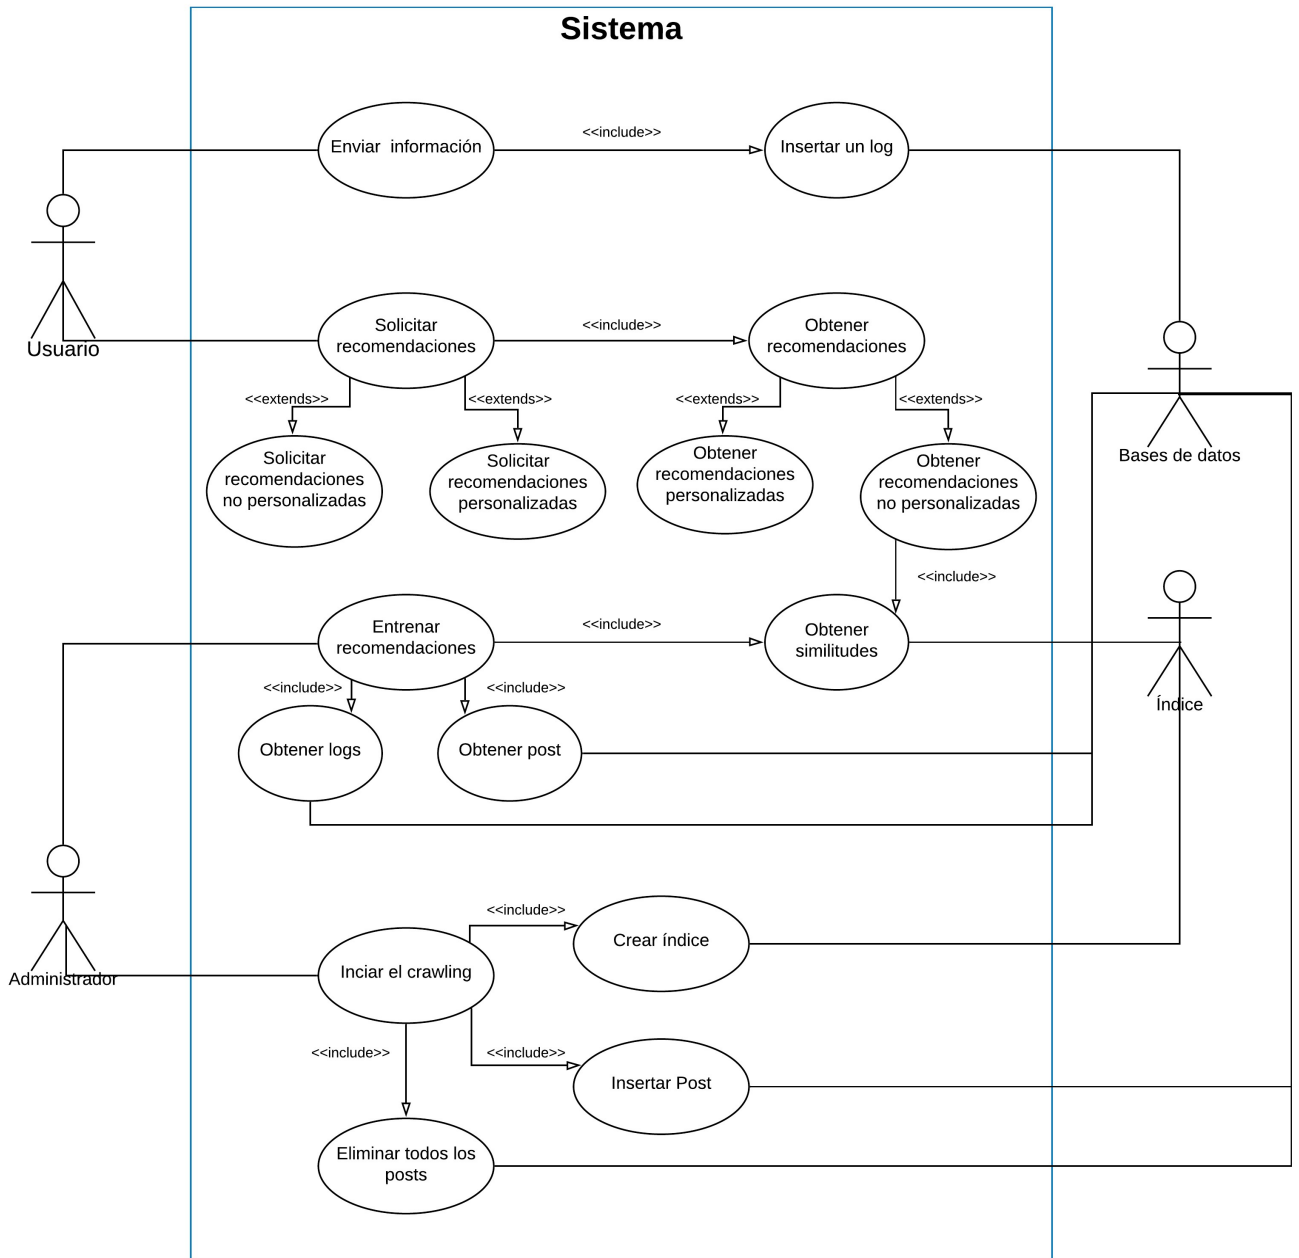 Sistema
Enviar información
<<include>>
Insertar un log
Usuario
Solicitar
recomendaciones
<<include>>
Obtener
recomendaciones
<<extends>>
<<extends>>
<<extends>>
<<extends>>
Solicitar
recomendaciones
no personalizadas
Solicitar
recomendaciones
personalizadas
Obtener
recomendaciones
personalizadas
Obtener
recomendaciones
no personalizadas
Bases de datos
<<include>>
Entrenar
recomendaciones
<<include>>
Obtener
similitudes
Índice
<<include>>
<<include>>
Obtener logs
Obtener post
Administrador
Inciar el crawling
<<include>>
Crear índice
<<include>>
<<include>>
Insertar Post
Eliminar todos los
posts